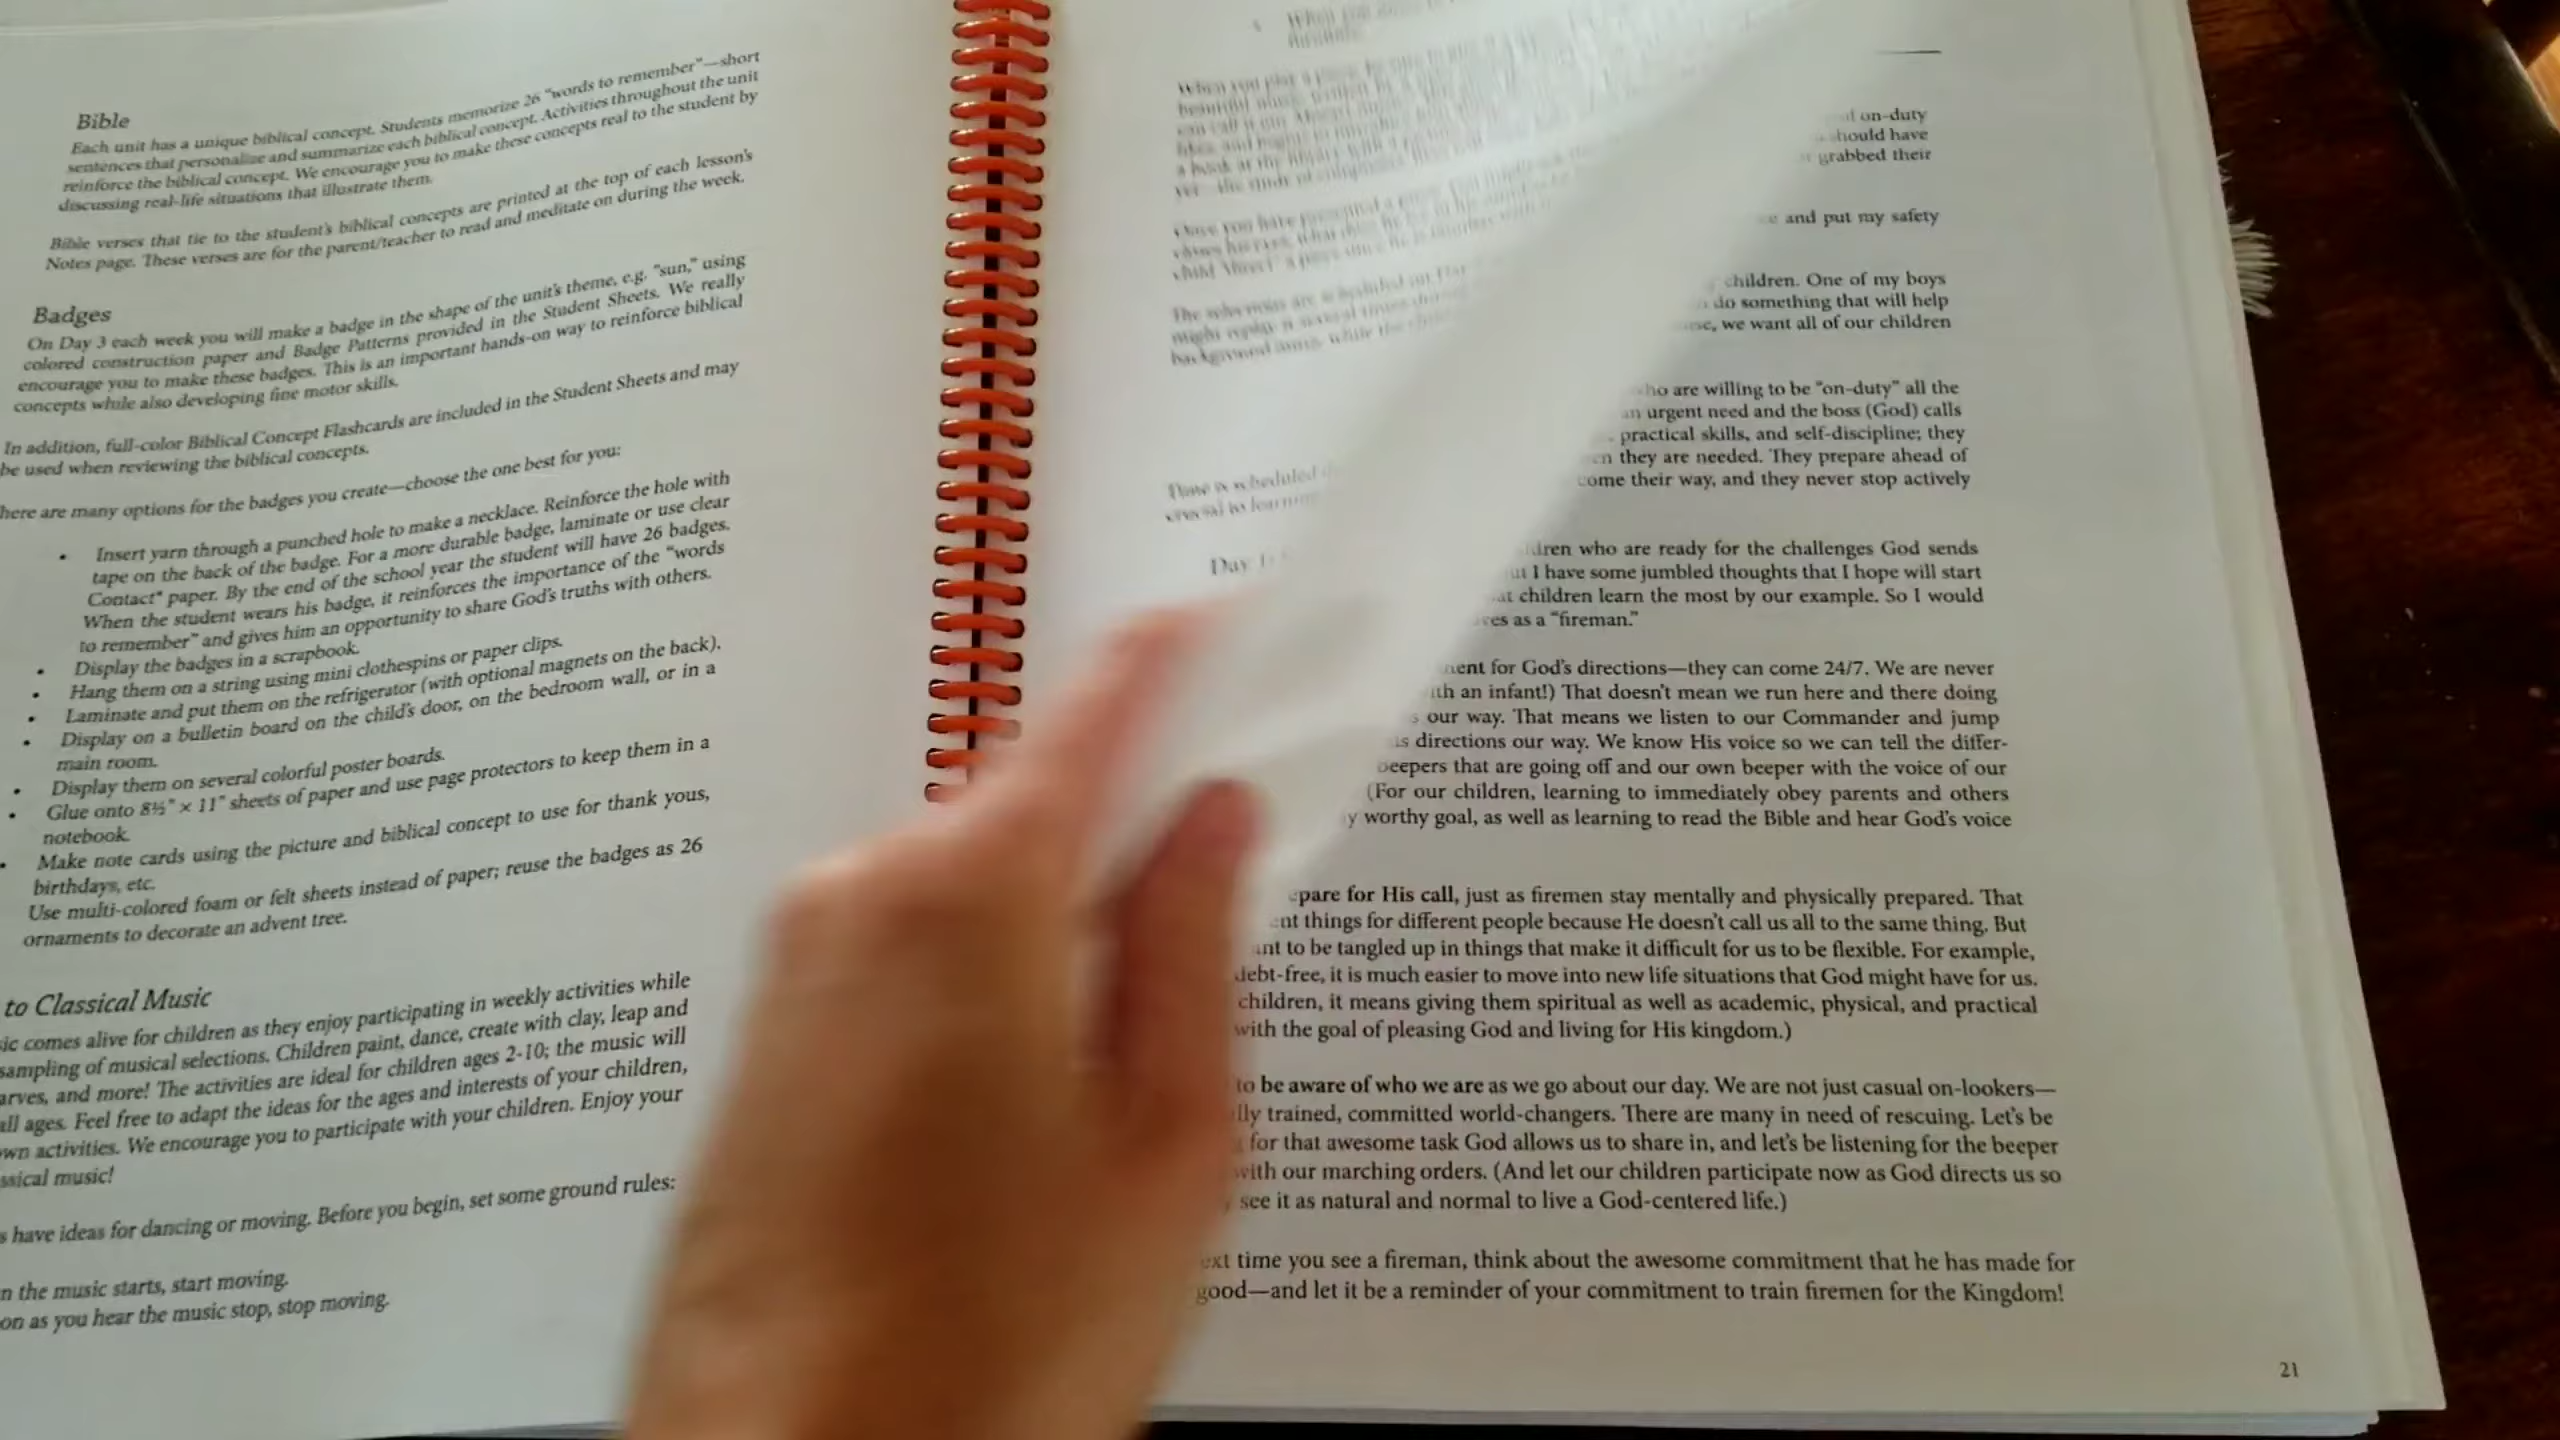 Bible
Each unit has a unique biblical concept. Students memorize 26 "words to remember"—short
sentences that personalize and summarize each biblical concept. Activities throughout the unit
reinforce the biblical concept. We encourage you to make these concepts real to the student by
discussing real-life situations that illustrate them.
Bible verses that tie to the student's biblical concepts are printed at the top of each lesson's
Notes page. These verses are for the parent/teacher to read and meditate on during the week.
Badges
On Day 3 each week you will make a badge in the shape of the unit's theme, e.g. "sun," using
colored construction paper and Badge Patterns provided in the Student Sheets. We really
encourage you to make these badges. This is an important hands-on way to reinforce biblical
concepts while also developing fine motor skills.
In addition, full-color Biblical Concept Flashcards are included in the Student Sheets and may
be used when reviewing the biblical concepts.
here are many options for the badges you create—choose the one best for you:
• Insert yarn through a punched hole to make a necklace. Reinforce the hole with
tape on the back of the badge. For a more durable badge, laminate or use clear
Contact® paper. By the end of the school year the student will have 26 badges.
When the student wears his badge, it reinforces the importance of the "words
to remember" and gives him an opportunity to share God's truths with others.
• Display the badges in a scrapbook.
• Hang them on a string using mini clothespins or paper clips.
• Laminate and put them on the refrigerator (with optional magnets on the back).
• Display on a bulletin board on the child's door, on the bedroom wall, or in a
main room.
• Display them on several colorful poster boards.
• Glue onto 8½" × 11" sheets of paper and use page protectors to keep them in a
notebook.
• Make note cards using the picture and biblical concept to use for thank yous,
birthdays, etc.
Use multi-colored foam or felt sheets instead of paper; reuse the badges as 26
ornaments to decorate an advent tree.
to Classical Music
sic comes alive for children as they enjoy participating in weekly activities while
sampling of musical selections. Children paint, dance, create with clay, leap and
arves, and more! The activities are ideal for children ages 2-10; the music will
all ages. Feel free to adapt the ideas for the ages and interests of your children,
own activities. We encourage you to participate with your children. Enjoy your
ssical music!
s have ideas for dancing or moving. Before you begin, set some ground rules:
n the music starts, start moving.
on as you hear the music stop, stop moving.
When you play a piece,
Once you have presented a piece,
Time is scheduled
crucial to learning
Day 1:
on-duty
should have
grabbed their
and put my safety
children. One of my boys
do something that will help
we want all of our children
who are willing to be "on-duty" all the
an urgent need and the boss (God) calls
practical skills, and self-discipline; they
they are needed. They prepare ahead of
come their way, and they never stop actively
dren who are ready for the challenges God sends
I have some jumbled thoughts that I hope will start
children learn the most by our example. So I would
as a "fireman."
ent for God's directions—they can come 24/7. We are never
with an infant!) That doesn't mean we run here and there doing
our way. That means we listen to our Commander and jump
directions our way. We know His voice so we can tell the differ-
beepers that are going off and our own beeper with the voice of our
(For our children, learning to immediately obey parents and others
y worthy goal, as well as learning to read the Bible and hear God's voice
epare for His call, just as firemen stay mentally and physically prepared. That
ent things for different people because He doesn't call us all to the same thing. But
ant to be tangled up in things that make it difficult for us to be flexible. For example,
debt-free, it is much easier to move into new life situations that God might have for us.
children, it means giving them spiritual as well as academic, physical, and practical
with the goal of pleasing God and living for His kingdom.)
to be aware of who we are as we go about our day. We are not just casual on-lookers—
lly trained, committed world-changers. There are many in need of rescuing. Let's be
for that awesome task God allows us to share in, and let's be listening for the beeper
with our marching orders. (And let our children participate now as God directs us so
see it as natural and normal to live a God-centered life.)
ext time you see a fireman, think about the awesome commitment that he has made for
good—and let it be a reminder of your commitment to train firemen for the Kingdom!
21